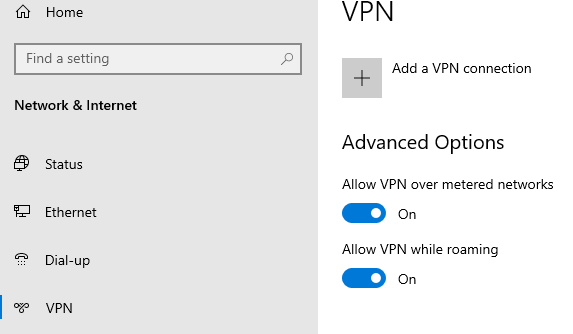 Home
Find a setting
Network & Internet
Status
Ethernet
Dial-up
VPN
VPN
Add a VPN connection
Advanced Options
Allow VPN over metered networks
On
Allow VPN while roaming
On